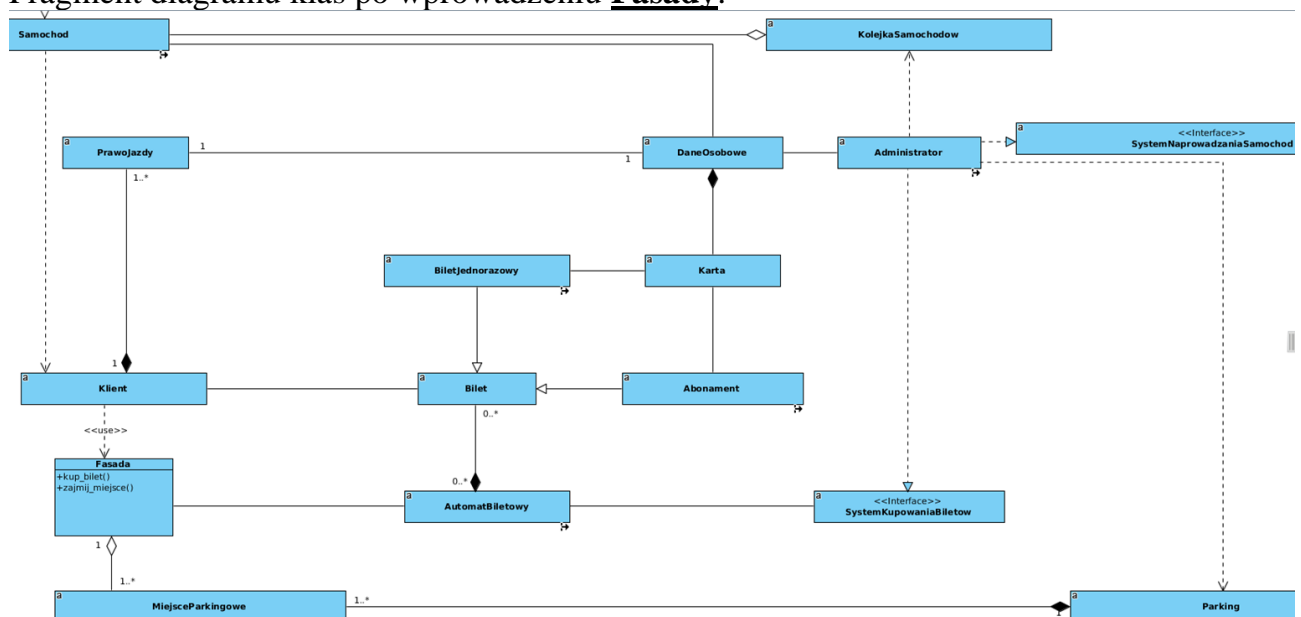 Fragment diagramu klas po wprowadzeniu Fasady:
a
Samochod
KolejkaSamochodow
a
PrawoJazdy
1
1
a
DaneOsobowe
a
Administrator
a
<<Interface>>
SystemNaprowadzaniaSamochod
1..*
a
BiletJednorazowy
a
Karta
1
a
Klient
a
Bilet
a
Abonament
0..*
<<use>>
Fasada
+kup_bilet()
+zajmij_miejsce()
0..*
a
AutomatBiletowy
a
<<Interface>>
SystemKupowaniaBiletow
1
1..*
a
MiejsceParkingowe
1..*
1
a
Parking